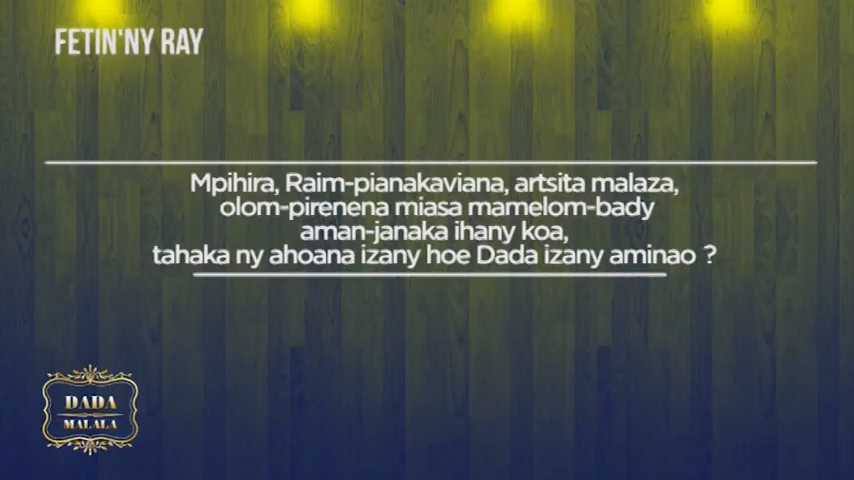 FETIN'NY RAY
Mpihira, Raim-pianakaviana, artsita malaza,
olom-pirenena miasa mamelom-bady
aman-janaka ihany koa,
tahaka ny ahoana izany hoe Dada izany aminao ?
DADA
MALALA